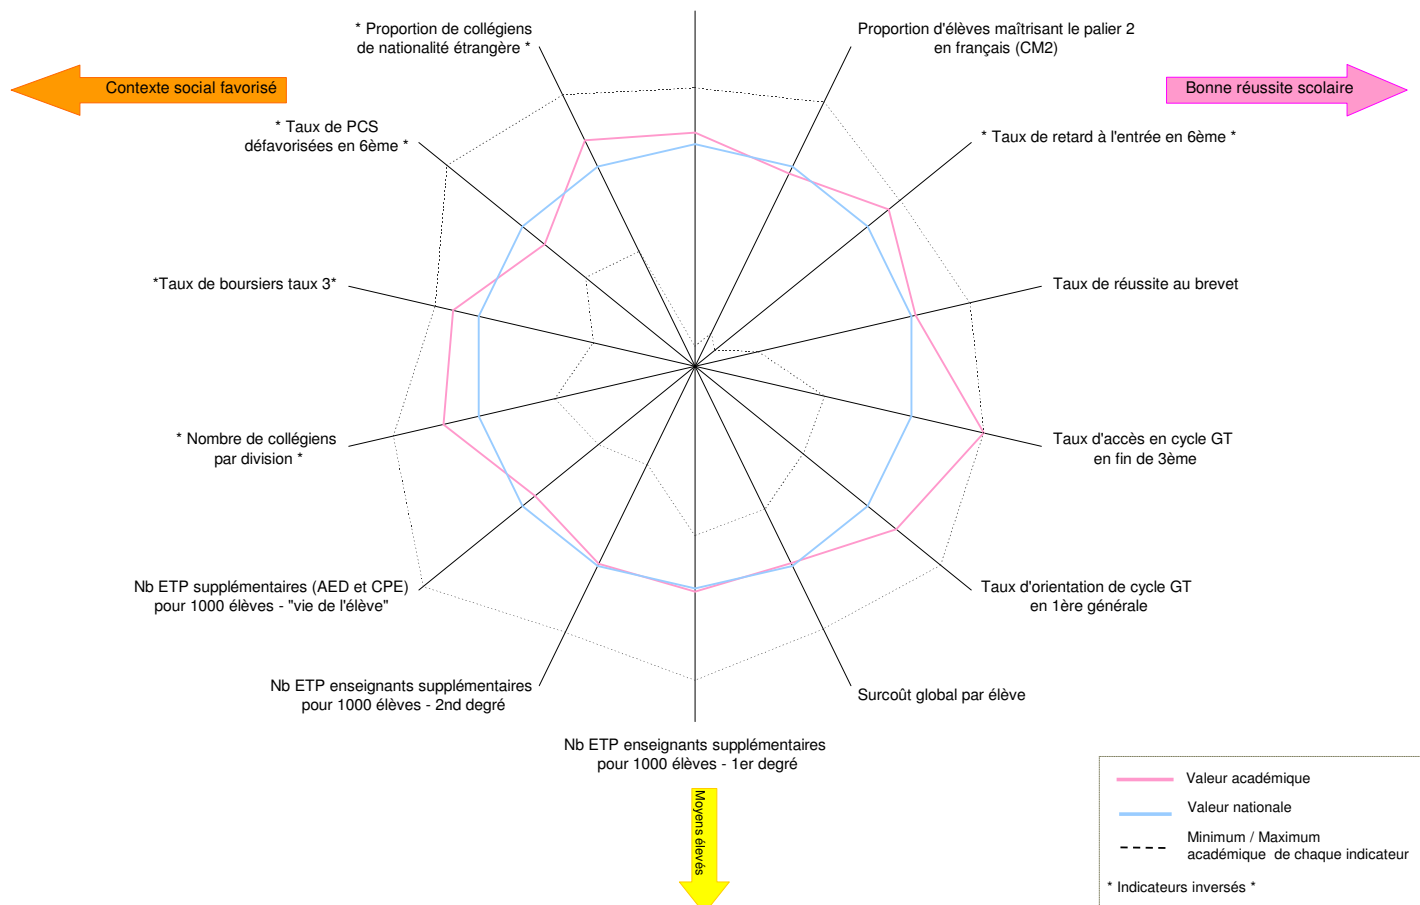 * Proportion de collégiens
de nationalité étrangère *
Proportion d'élèves maîtrisant le palier 2
en français (CM2)
Contexte social favorisé
Bonne réussite scolaire
* Taux de PCS
défavorisées en 6ème *
* Taux de retard à l'entrée en 6ème *
*Taux de boursiers taux 3*
Taux de réussite au brevet
* Nombre de collégiens
par division *
Taux d'accès en cycle GT
en fin de 3ème
Nb ETP supplémentaires (AED et CPE)
pour 1000 élèves - "vie de l'élève"
Taux d'orientation de cycle GT
en 1ère générale
Nb ETP enseignants supplémentaires
pour 1000 élèves - 2nd degré
Surcoût global par élève
Nb ETP enseignants supplémentaires
pour 1000 élèves - 1er degré
Moyens élevés
Valeur académique
Valeur nationale
Minimum / Maximum
académique de chaque indicateur
* Indicateurs inversés *